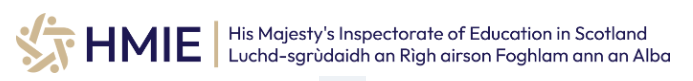 HMIE
His Majesty's Inspectorate of Education in Scotland
Luchd-sgrùdaidh an Rìgh airson Foghlam ann an Alba